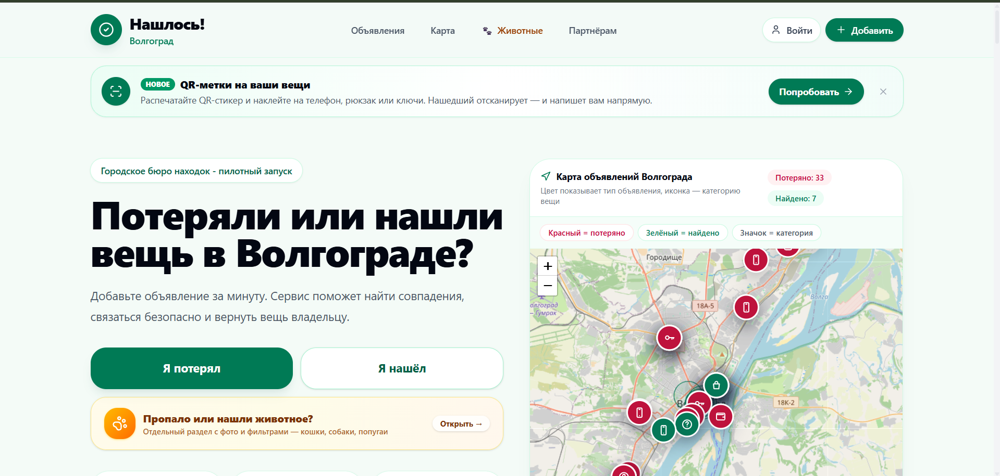 Нашлось!
Волгоград
Объявления
Карта
Животные
Партнёрам
Войти
Добавить
НОВОЕ QR-метки на ваши вещи
Распечатайте QR-стикер и наклейте на телефон, рюкзак или ключи. Нашедший отсканирует — и напишет вам напрямую.
Попробовать →
Городское бюро находок - пилотный запуск
Потеряли или нашли
вещь в Волгограде?
Добавьте объявление за минуту. Сервис поможет найти совпадения,
связаться безопасно и вернуть вещь владельцу.
Я потерял
Я нашёл
Пропало или нашли животное?
Отдельный раздел с фото и фильтрами — кошки, собаки, попугаи
Открыть →
Карта объявлений Волгограда
Цвет показывает тип объявления, иконка — категорию
вещи
Потеряно: 33
Найдено: 7
Красный = потеряно
Зелёный = найдено
Значок = категория
+
−
Городище
Волга
18А-5
олгоград
– Гумрак
18К-2